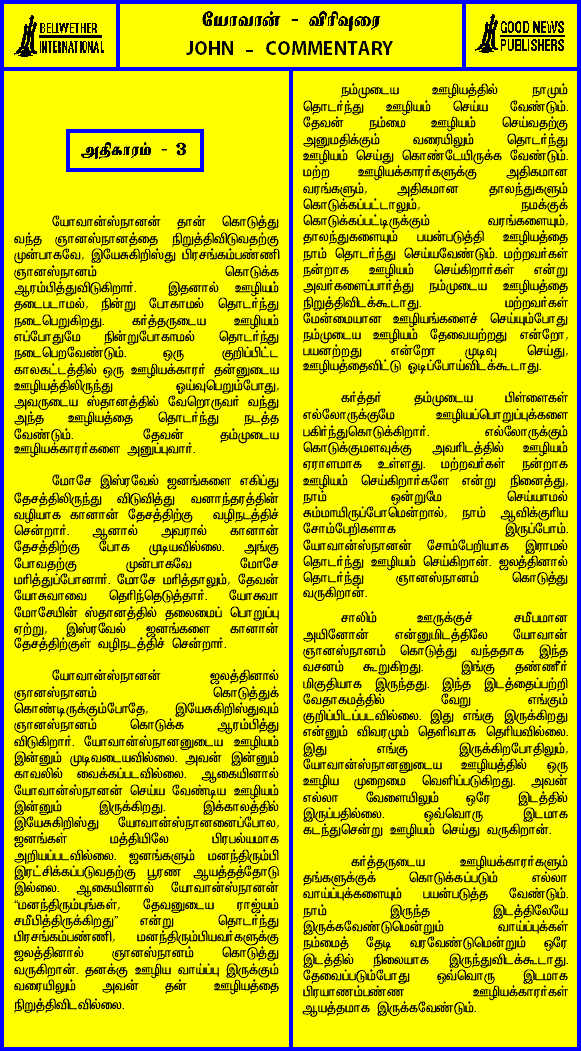 BELWETHER
INTERNATIONAL
யோவான் - விரிவுரை
JOHN - COMMENTARY
GOOD NEWS
PUBLISHERS
அதிகாரம் - 3
யோவான்ஸ்நானன் தான் கொடுத்து
வந்த ஞானஸ்நானத்தை நிறுத்திவிடுவதற்கு
முன்பாகவே, இயேசுகிறிஸ்து பிரசங்கம்பண்ணி
ஞானஸ்நானம் கொடுக்க
ஆரம்பித்துவிடுகிறார். இதனால் ஊழியம்
தடைபடாமல், நின்று போகாமல் தொடர்ந்து
நடைபெறுகிறது. கர்த்தருடைய ஊழியம்
எப்போதுமே நின்றுபோகாமல் தொடர்ந்து
நடைபெறவேண்டும். ஒரு குறிப்பிட்ட
காலகட்டத்தில் ஒரு ஊழியக்காரர் தன்னுடைய
ஊழியத்திலிருந்து ஓய்வுபெறும்போது,
அவருடைய ஸ்தானத்தில் வேறொருவர் வந்து
அந்த ஊழியத்தை தொடர்ந்து நடத்த
வேண்டும். தேவன் தம்முடைய
ஊழியக்காரர்களை அனுப்புவார்.
மோசே இஸ்ரவேல் ஜனங்களை எகிப்து
தேசத்திலிருந்து விடுவித்து வனாந்தரத்தின்
வழியாக கானான் தேசத்திற்கு வழிநடத்திச்
சென்றார். ஆனால் அவரால் கானான்
தேசத்திற்கு போக முடியவில்லை. அங்கு
போவதற்கு முன்பாகவே மோசே
மரித்துப்போனார். மோசே மரித்தாலும், தேவன்
யோசுவாவை தெரிந்தெடுத்தார். யோசுவா
மோசேயின் ஸ்தானத்தில் தலைமைப் பொறுப்பு
ஏற்று, இஸ்ரவேல் ஜனங்களை கானான்
தேசத்திற்குள் வழிநடத்திச் சென்றார்.
யோவான்ஸ்நானன் ஜலத்தினால்
ஞானஸ்நானம் கொடுத்துக்
கொண்டிருக்கும்போதே, இயேசுகிறிஸ்துவும்
ஞானஸ்நானம் கொடுக்க ஆரம்பித்து
விடுகிறார். யோவான்ஸ்நானனுடைய ஊழியம்
இன்னும் முடிவடையவில்லை. அவன் இன்னும்
காவலில் வைக்கப்படவில்லை. ஆகையினால்
யோவான்ஸ்நானன் செய்ய வேண்டிய ஊழியம்
இன்னும் இருக்கிறது. இக்காலத்தில்
இயேசுகிறிஸ்து யோவான்ஸ்நானனைப்போல,
ஜனங்கள் மத்தியிலே பிரபல்யமாக
அறியப்படவில்லை. ஜனங்களும் மனந்திரும்பி
இரட்சிக்கப்படுவதற்கு பூரண ஆயத்தத்தோடு
இல்லை. ஆகையினால் யோவான்ஸ்நானன்
“மனந்திரும்புங்கள், தேவனுடைய ராஜ்யம்
சமீபித்திருக்கிறது” என்று தொடர்ந்து
பிரசங்கம்பண்ணி, மனந்திரும்பியவர்களுக்கு
ஜலத்தினால் ஞானஸ்நானம் கொடுத்து
வருகிறான். தனக்கு ஊழிய வாய்ப்பு இருக்கும்
வரையிலும் அவன் தன் ஊழியத்தை
நிறுத்திவிடவில்லை.
நம்முடைய ஊழியத்தில் நாமும்
தொடர்ந்து ஊழியம் செய்ய வேண்டும்.
தேவன் நம்மை ஊழியம் செய்வதற்கு
அனுமதிக்கும் வரையிலும் தொடர்ந்து
ஊழியம் செய்து கொண்டேயிருக்க வேண்டும்.
மற்ற ஊழியக்காரர்களுக்கு அதிகமான
வரங்களும், அதிகமான தாலந்துகளும்
கொடுக்கப்பட்டாலும், நமக்குக்
கொடுக்கப்பட்டிருக்கும் வரங்களையும்,
தாலந்துகளையும் பயன்படுத்தி ஊழியத்தை
நாம் தொடர்ந்து செய்யவேண்டும். மற்றவர்கள்
நன்றாக ஊழியம் செய்கிறார்கள் என்று
அவர்களைப்பார்த்து நம்முடைய ஊழியத்தை
நிறுத்திவிடக்கூடாது. மற்றவர்கள்
மேன்மையான ஊழியங்களைச் செய்யும்போது
நம்முடைய ஊழியம் தேவையற்றது என்றோ,
பயனற்றது என்றோ முடிவு செய்து,
ஊழியத்தைவிட்டு ஓடிப்போய்விடக்கூடாது.
கர்த்தர் தம்முடைய பிள்ளைகள்
எல்லோருக்குமே ஊழியப்பொறுப்புக்களை
பகிர்ந்துகொடுக்கிறார். எல்லோருக்கும்
கொடுக்குமளவுக்கு அவரிடத்தில் ஊழியம்
ஏராளமாக உள்ளது. மற்றவர்கள் நன்றாக
ஊழியம் செய்கிறார்களே என்று நினைத்து,
நாம் ஒன்றுமே செய்யாமல்
சும்மாயிருப்போமென்றால், நாம் ஆவிக்குரிய
சோம்பேறிகளாக இருப்போம்.
யோவான்ஸ்நானன் சோம்பேறியாக இராமல்
தொடர்ந்து ஊழியம் செய்கிறான். ஜலத்தினால்
தொடர்ந்து ஞானஸ்நானம் கொடுத்து
வருகிறான்.
சாலிம் ஊருக்குச் சமீபமான
அயினோன் என்னுமிடத்திலே யோவான்
ஞானஸ்நானம் கொடுத்து வந்ததாக இந்த
வசனம் கூறுகிறது. இங்கு தண்ணீர்
மிகுதியாக இருந்தது. இந்த இடத்தைப்பற்றி
வேதாகமத்தில் வேறு எங்கும்
குறிப்பிடப்படவில்லை. இது எங்கு இருக்கிறது
என்னும் விவரமும் தெளிவாக தெரியவில்லை.
இது எங்கு இருக்கிறபோதிலும்,
யோவான்ஸ்நானனுடைய ஊழியத்தில் ஒரு
ஊழிய முறைமை வெளிப்படுகிறது. அவன்
எல்லா வேளையிலும் ஒரே இடத்தில்
இருப்பதில்லை. ஒவ்வொரு இடமாக
கடந்துசென்று ஊழியம் செய்து வருகிறான்.
கர்த்தருடைய ஊழியக்காரர்களும்
தங்களுக்குக் கொடுக்கப்படும் எல்லா
வாய்ப்புக்களையும் பயன்படுத்த வேண்டும்.
நாம் இருந்த இடத்திலேயே
இருக்கவேண்டுமென்றும் வாய்ப்புக்கள்
நம்மைத் தேடி வரவேண்டுமென்றும் ஒரே
இடத்தில் நிலையாக இருந்துவிடக்கூடாது.
தேவைப்படும்போது ஒவ்வொரு இடமாக
பிரயாணம்பண்ண ஊழியக்காரர்கள்
ஆயத்தமாக இருக்கவேண்டும்.